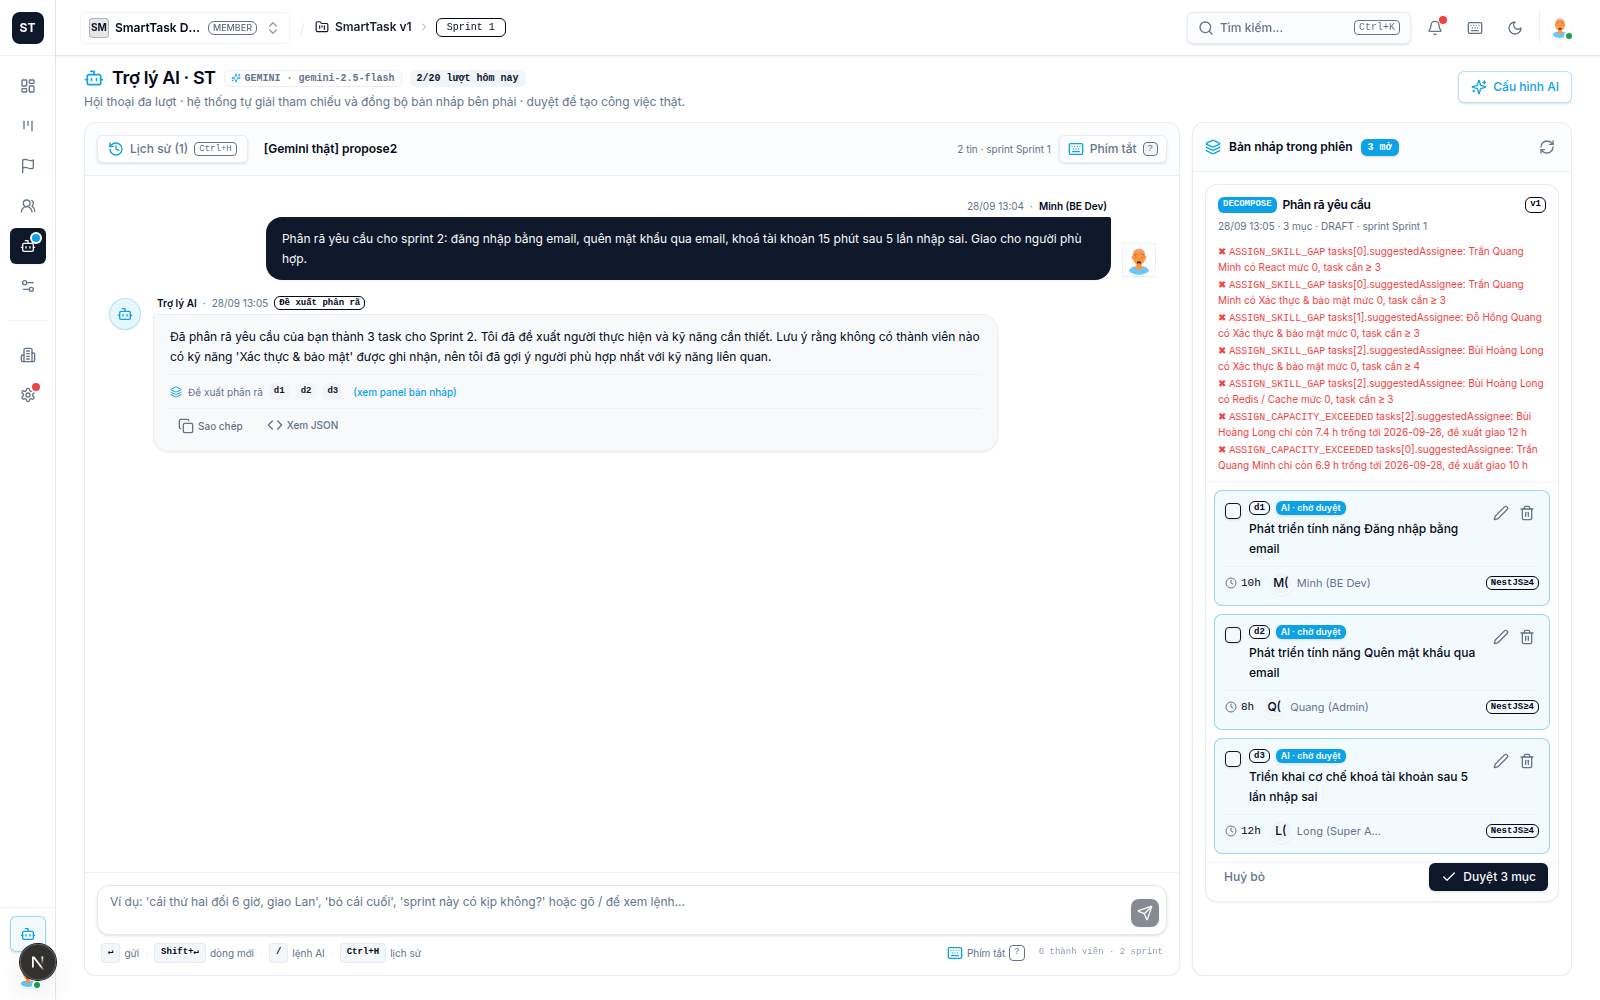 ST
SM SmartTask D... MEMBER
SmartTask v1
Sprint 1
Tìm kiếm...
Ctrl+K
Trợ lý AI · ST
GEMINI · gemini-2.5-flash
2/20 lượt hôm nay
Hội thoại đa lượt · hệ thống tự giải tham chiếu và đồng bộ bản nháp bên phải · duyệt để tạo công việc thật.
Cấu hình AI
Lịch sử (1) Ctrl+H
[Gemini thật] propose2
2 tin · sprint Sprint 1
Phím tắt ?
28/09 13:04 · Minh (BE Dev)
Phân rã yêu cầu cho sprint 2: đăng nhập bằng email, quên mật khẩu qua email, khoá tài khoản 15 phút sau 5 lần nhập sai. Giao cho người phù
hợp.
Trợ lý AI · 28/09 13:05 Đề xuất phân rã
Đã phân rã yêu cầu của bạn thành 3 task cho Sprint 2. Tôi đã đề xuất người thực hiện và kỹ năng cần thiết. Lưu ý rằng không có thành viên nào
có kỹ năng 'Xác thực & bảo mật' được ghi nhận, nên tôi đã gợi ý người phù hợp nhất với kỹ năng liên quan.
Đề xuất phân rã d1 d2 d3 (xem panel bản nháp)
Sao chép
Xem JSON
Ví dụ: 'cái thứ hai đổi 6 giờ, giao Lan', 'bỏ cái cuối', 'sprint này có kịp không?' hoặc gõ / để xem lệnh...
↵ gửi · Shift+↵ dòng mới · / lệnh AI · Ctrl+H lịch sử
Phím tắt ?
6 thành viên · 2 sprint
Bản nháp trong phiên 3 mở
DECOMPOSE Phân rã yêu cầu v1
28/09 13:05 · 3 mục · DRAFT · sprint Sprint 1
✖ ASSIGN_SKILL_GAP tasks[0].suggestedAssignee: Trần Quang
Minh có React mức 0, task cần ≥ 3
✖ ASSIGN_SKILL_GAP tasks[0].suggestedAssignee: Trần Quang
Minh có Xác thực & bảo mật mức 0, task cần ≥ 3
✖ ASSIGN_SKILL_GAP tasks[1].suggestedAssignee: Đỗ Hồng Quang
có Xác thực & bảo mật mức 0, task cần ≥ 3
✖ ASSIGN_SKILL_GAP tasks[2].suggestedAssignee: Bùi Hoàng Long
có Xác thực & bảo mật mức 0, task cần ≥ 4
✖ ASSIGN_SKILL_GAP tasks[2].suggestedAssignee: Bùi Hoàng Long
có Redis / Cache mức 0, task cần ≥ 3
✖ ASSIGN_CAPACITY_EXCEEDED tasks[2].suggestedAssignee: Bùi
Hoàng Long chỉ còn 7.4 h trống tới 2026-09-28, đề xuất giao 12 h
✖ ASSIGN_CAPACITY_EXCEEDED tasks[0].suggestedAssignee: Trần
Quang Minh chỉ còn 6.9 h trống tới 2026-09-28, đề xuất giao 10 h
d1 AI · chờ duyệt
Phát triển tính năng Đăng nhập bằng
email
10h M( Minh (BE Dev) NestJS≥4
d2 AI · chờ duyệt
Phát triển tính năng Quên mật khẩu qua
email
8h Q( Quang (Admin) NestJS≥4
d3 AI · chờ duyệt
Triển khai cơ chế khoá tài khoản sau 5
lần nhập sai
12h L( Long (Super A... NestJS≥4
Huỷ bỏ
Duyệt 3 mục
N